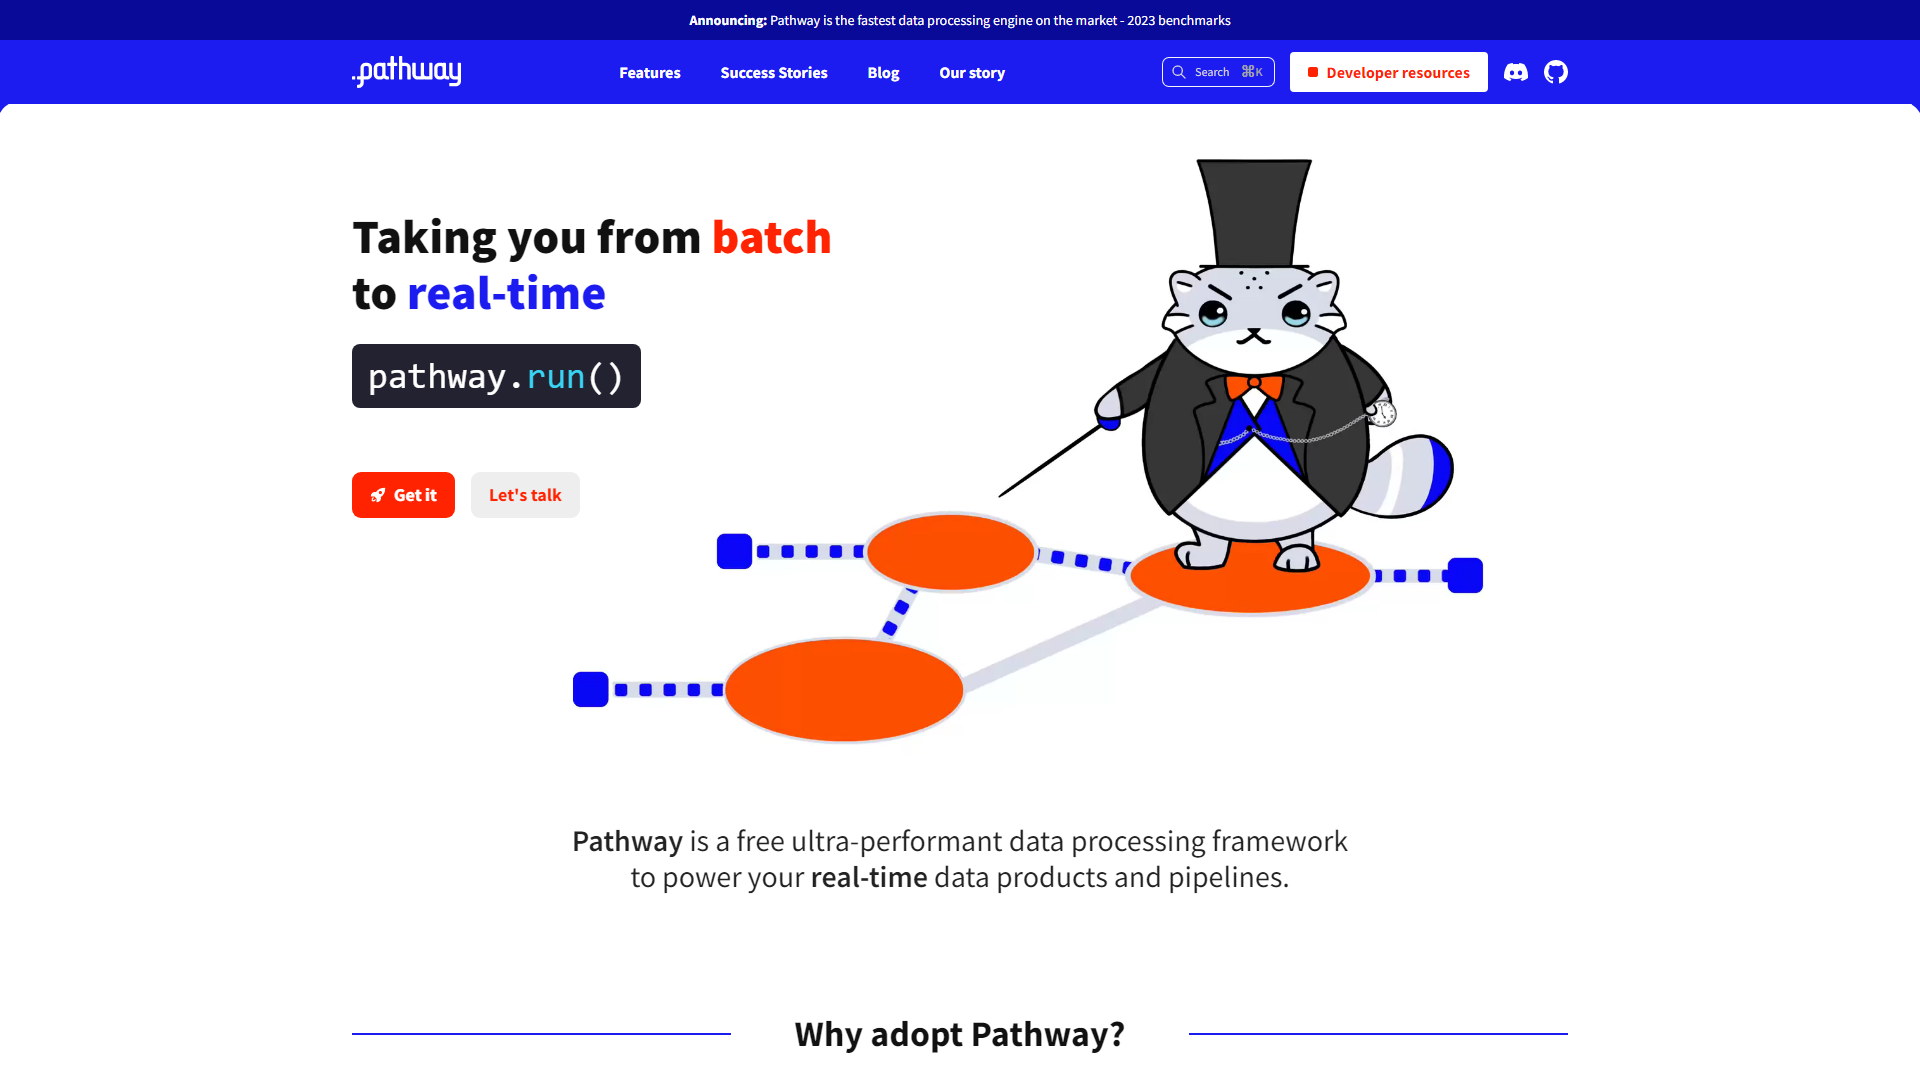 Announcing: Pathway is the fastest data processing engine on the market - 2023 benchmarks
.pathway
Features
Success Stories
Blog
Our story
Search ⌘K
Developer resources
Taking you from batch
to real-time
pathway.run()
Get it
Let's talk
Pathway is a free ultra-performant data processing framework
to power your real-time data products and pipelines.
Why adopt Pathway?